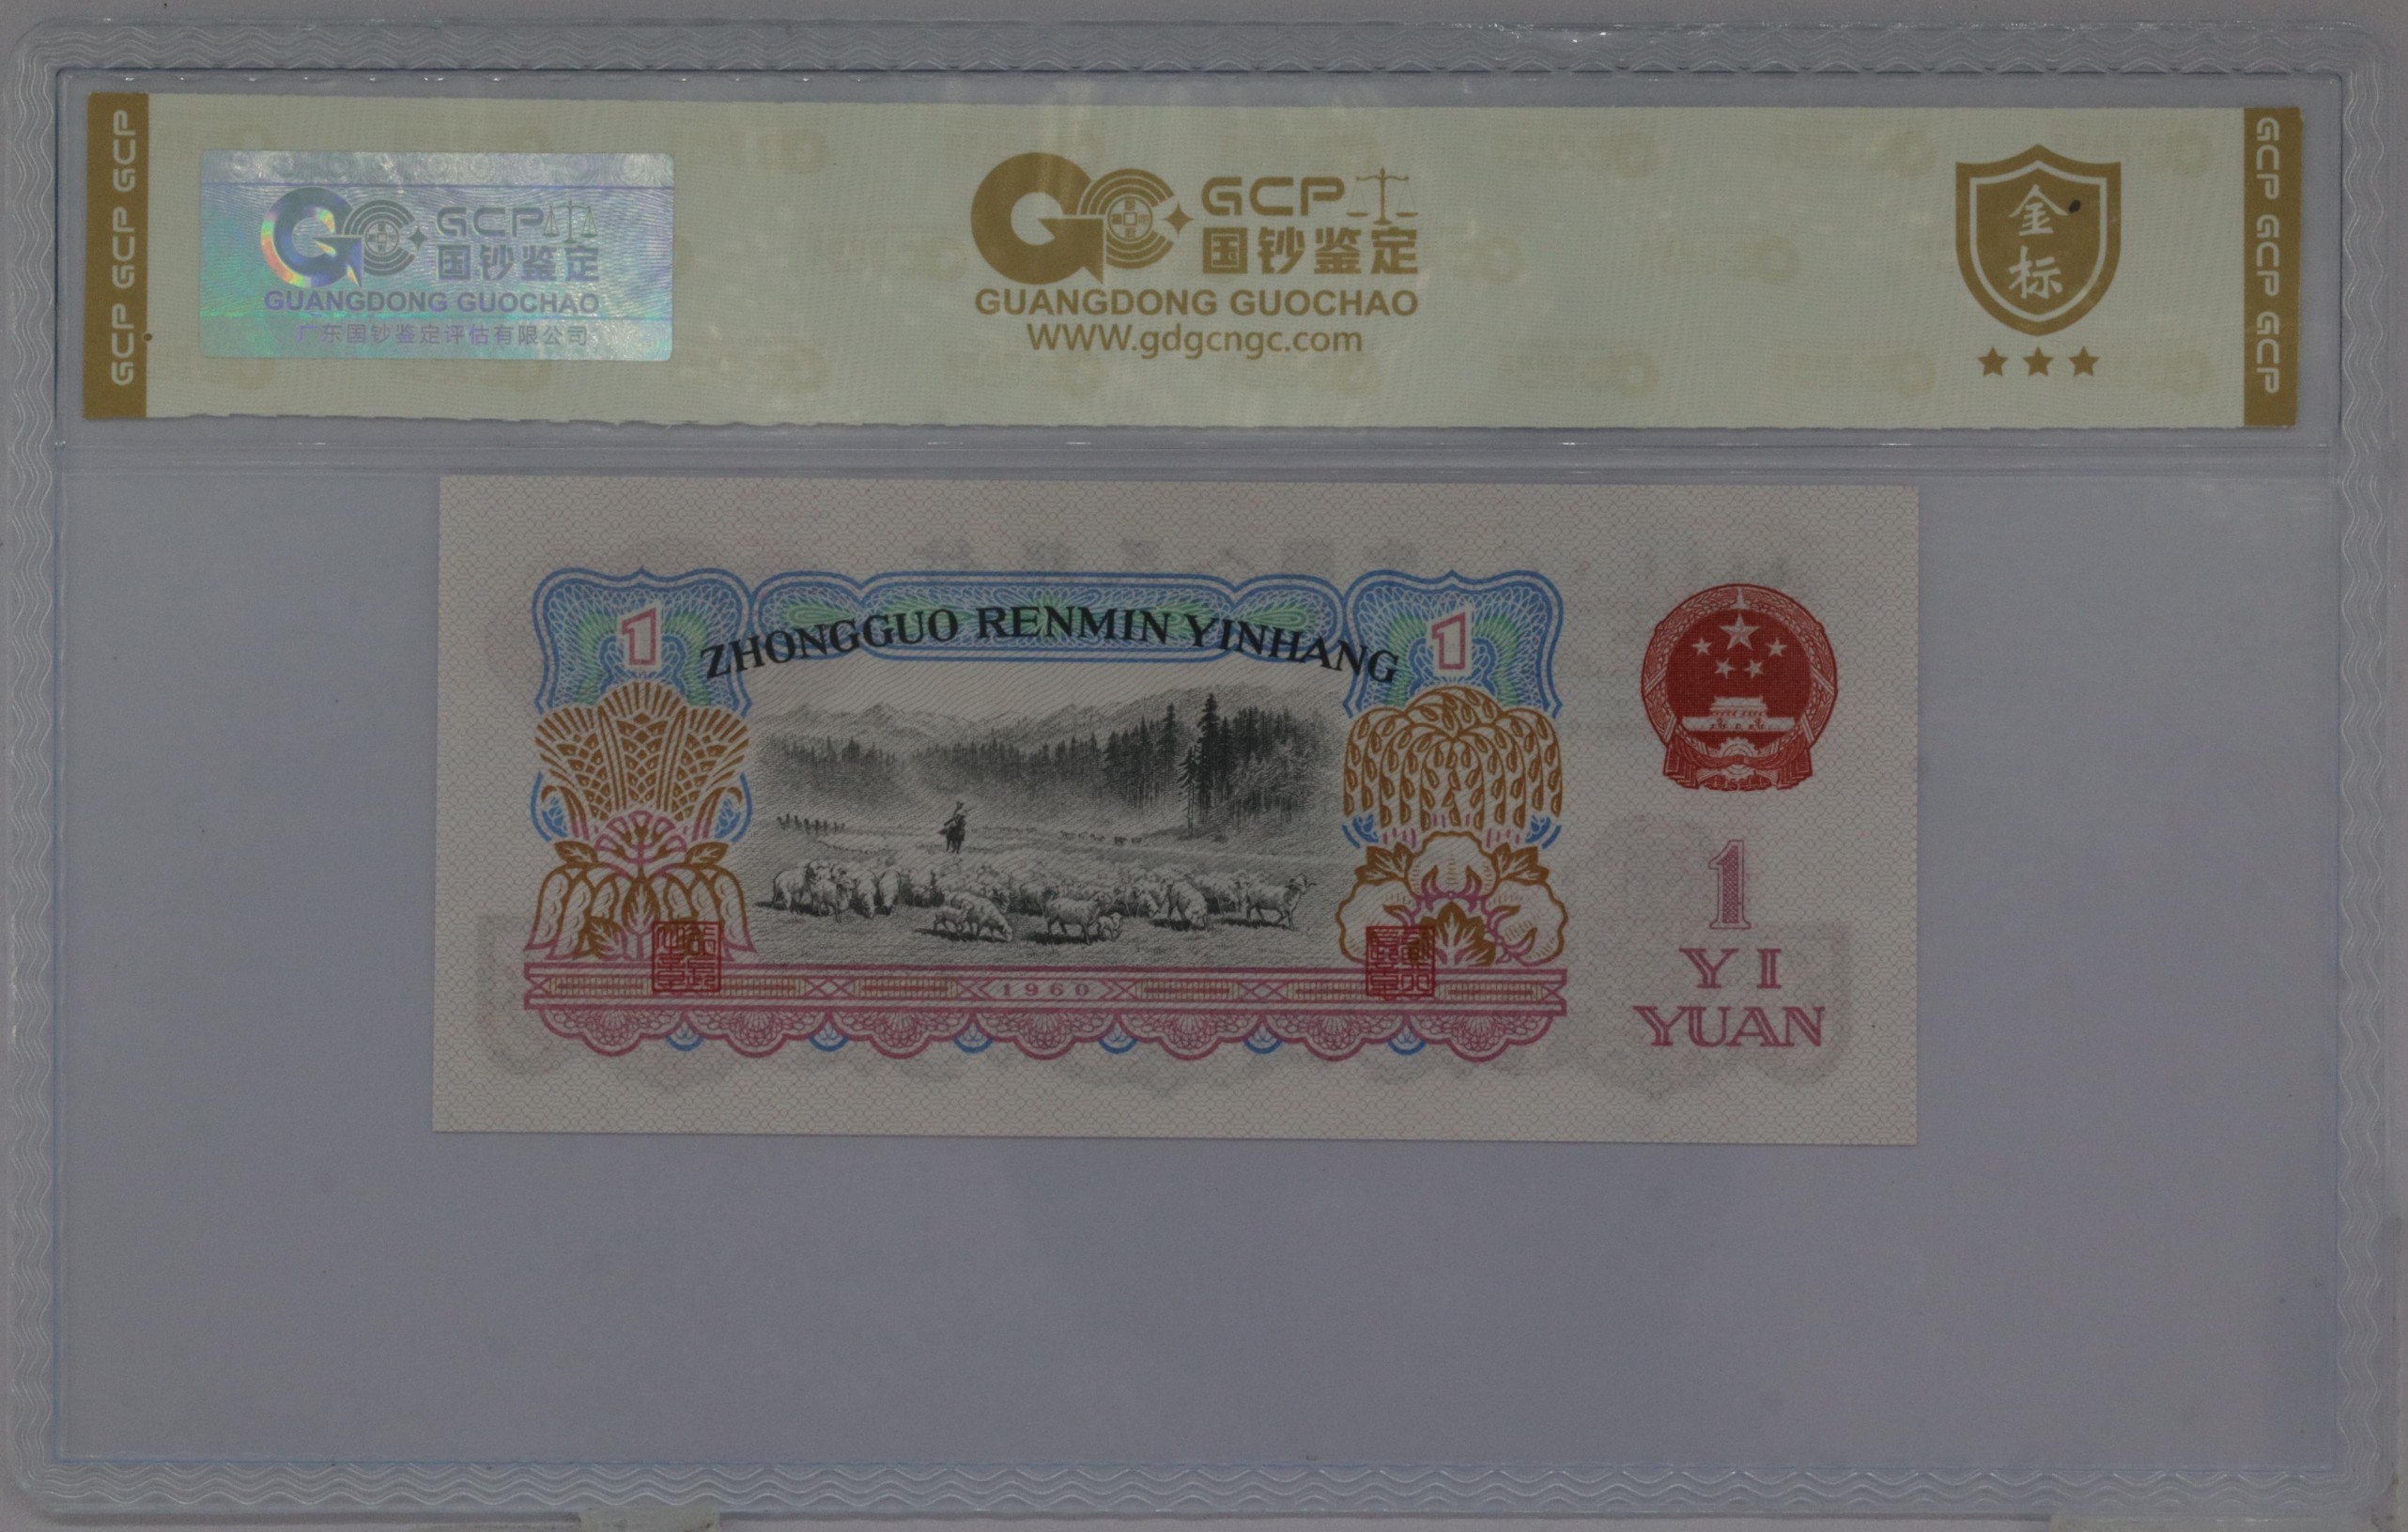 GCP GCP GCP
GCP
国钞鉴定
GUANGDONG GUOCHAO
广东国钞鉴定评估有限公司
GCP
国钞鉴定
GUANGDONG GUOCHAO
WWW.gdgcngc.com
金
标
GCP GCP GCP
1
ZHONGGUO RENMIN YINHANG
1
1960
1
YI
YUAN